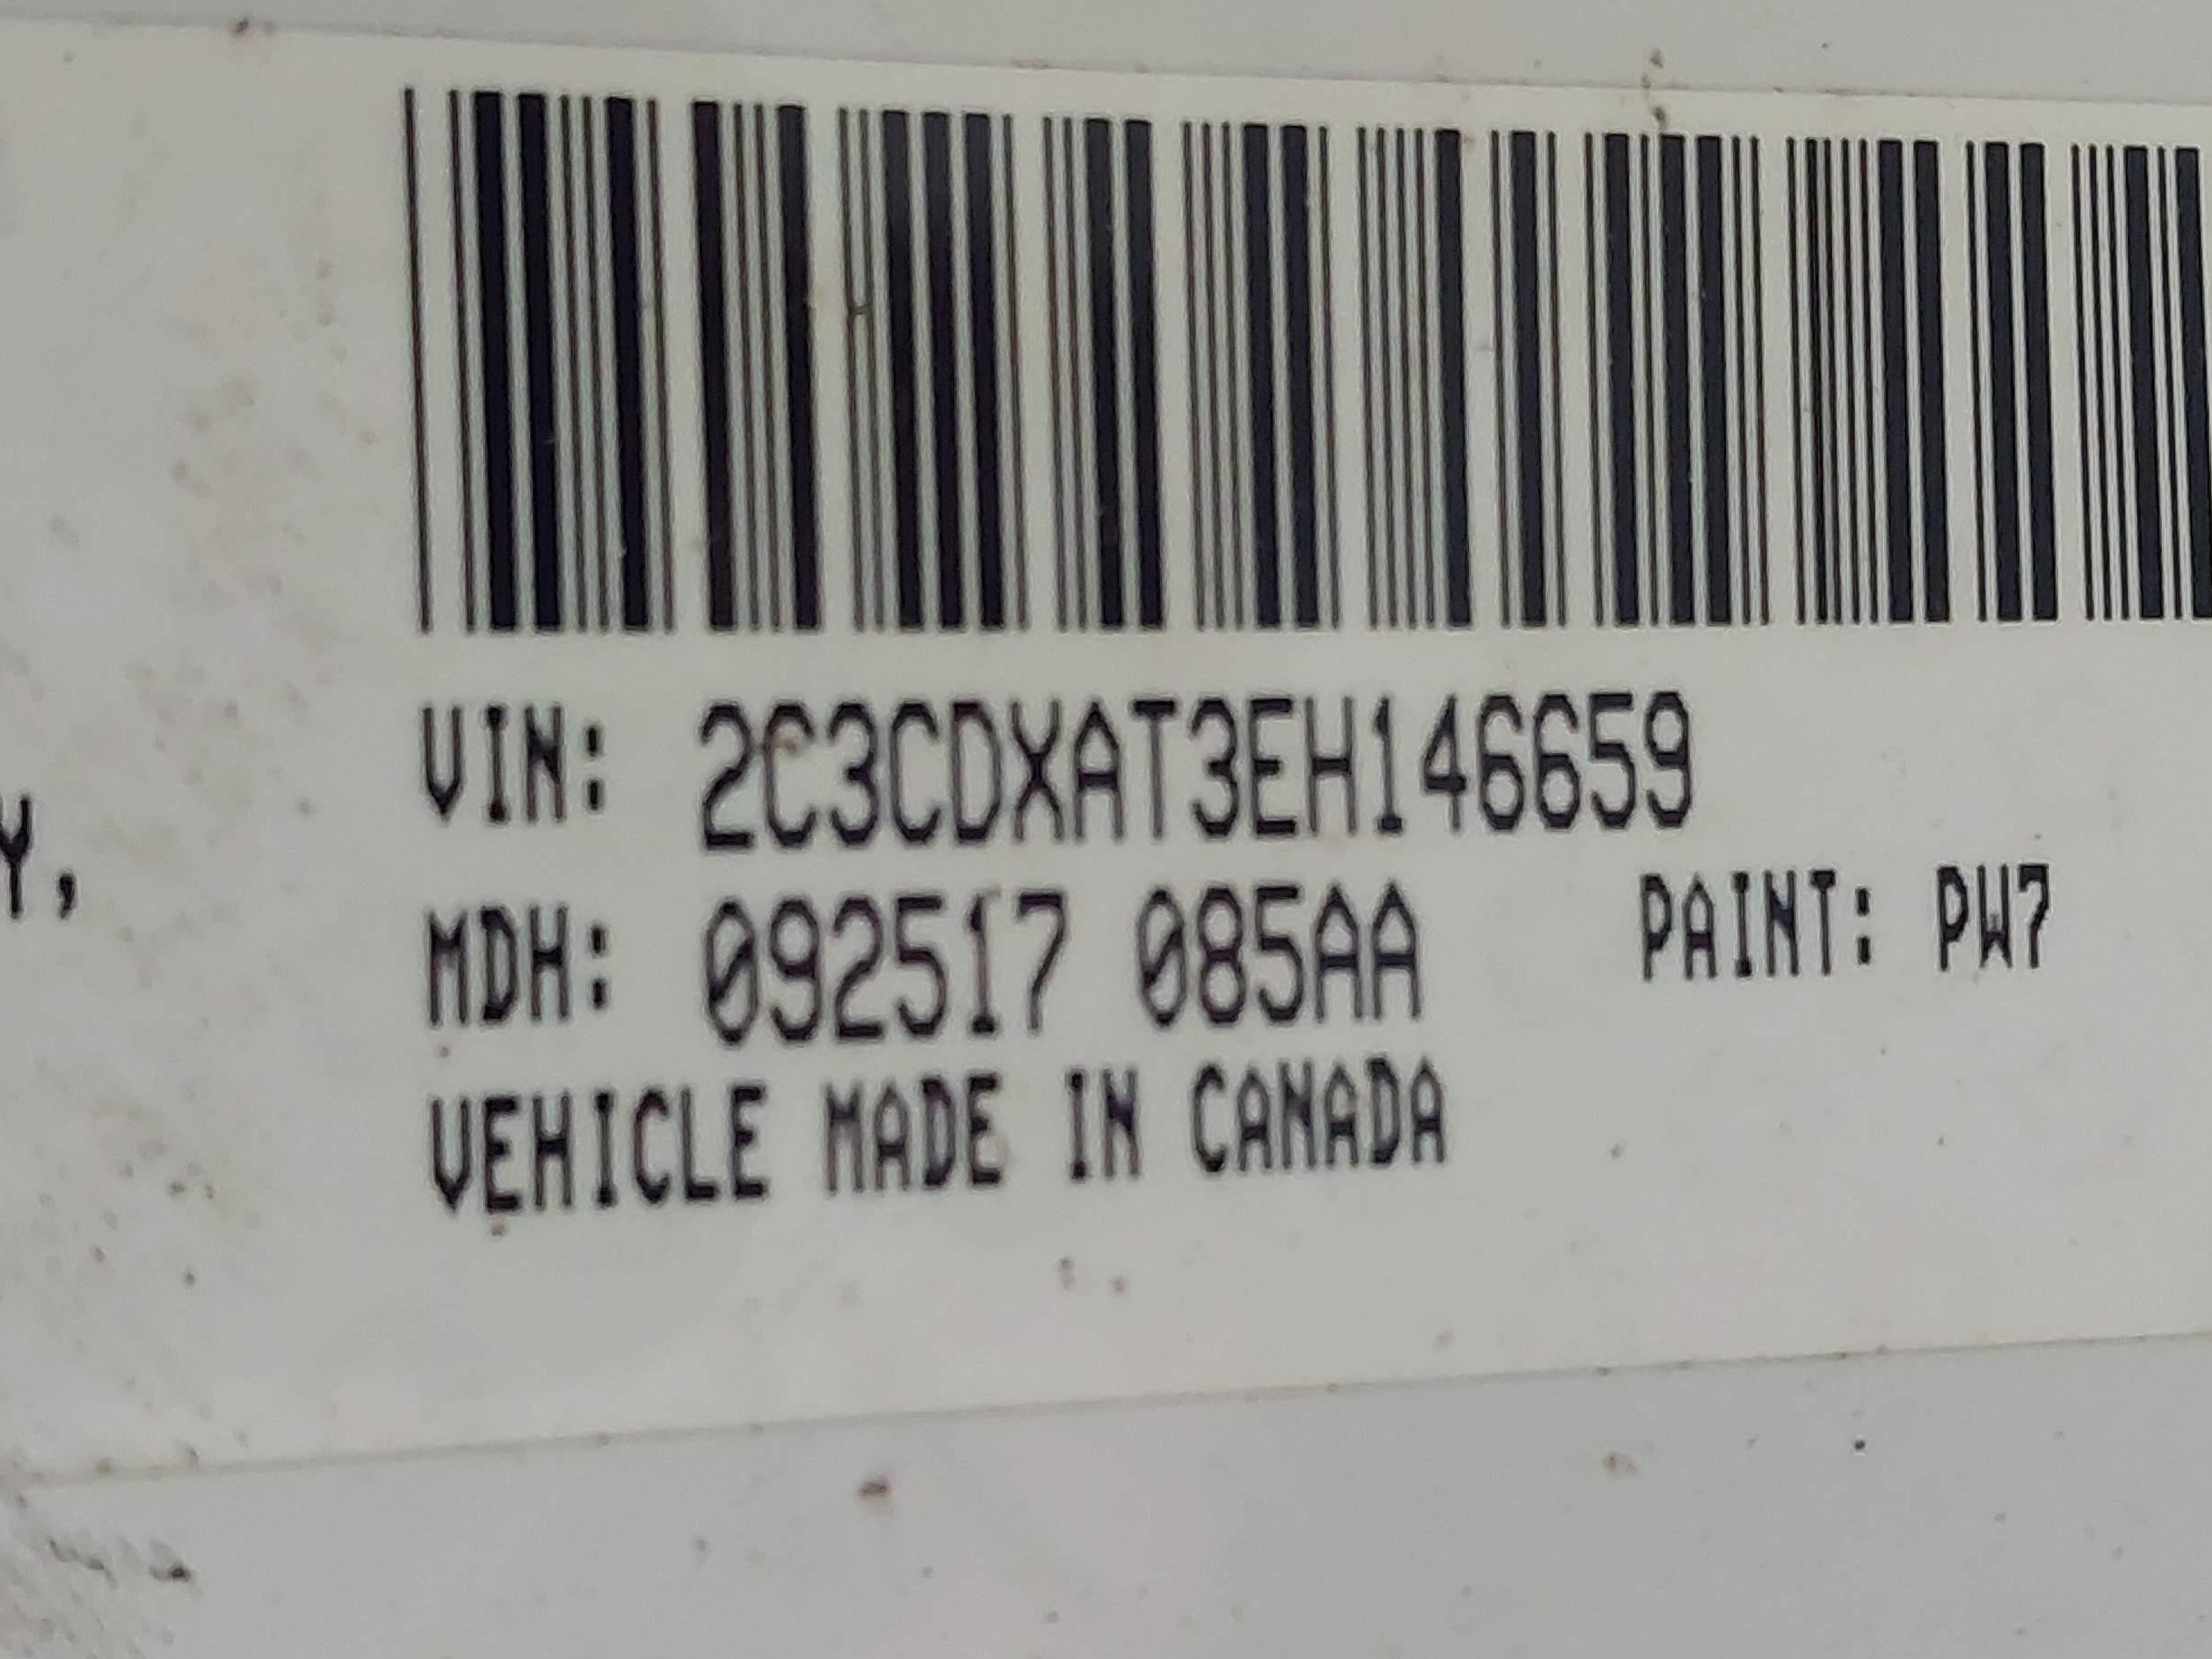 VIN: 2C3CDXAT3EH146659
Y,
MDH: 092517 085AA PAINT: PW7
VEHICLE MADE IN CANADA